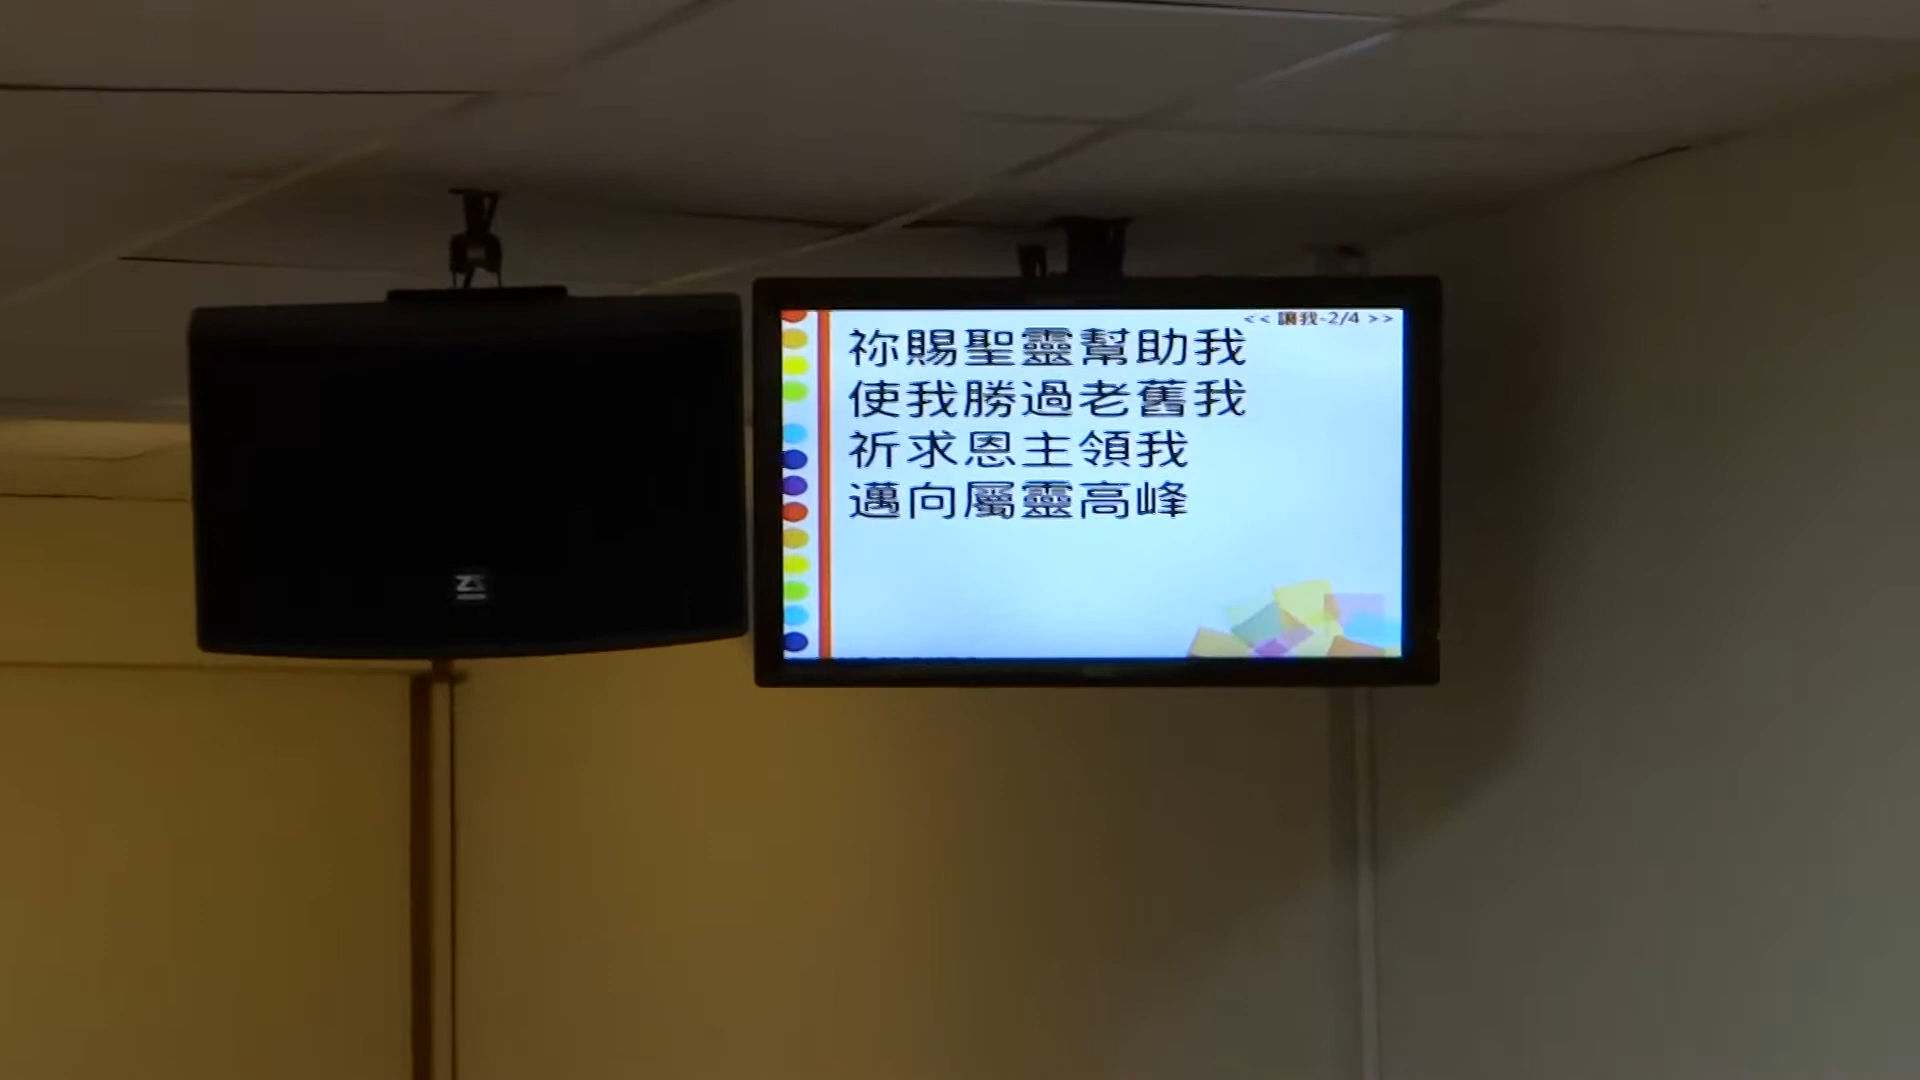 << 讓我-2/4 >>
祢賜聖靈幫助我
使我勝過老舊我
祈求恩主領我
邁向屬靈高峰